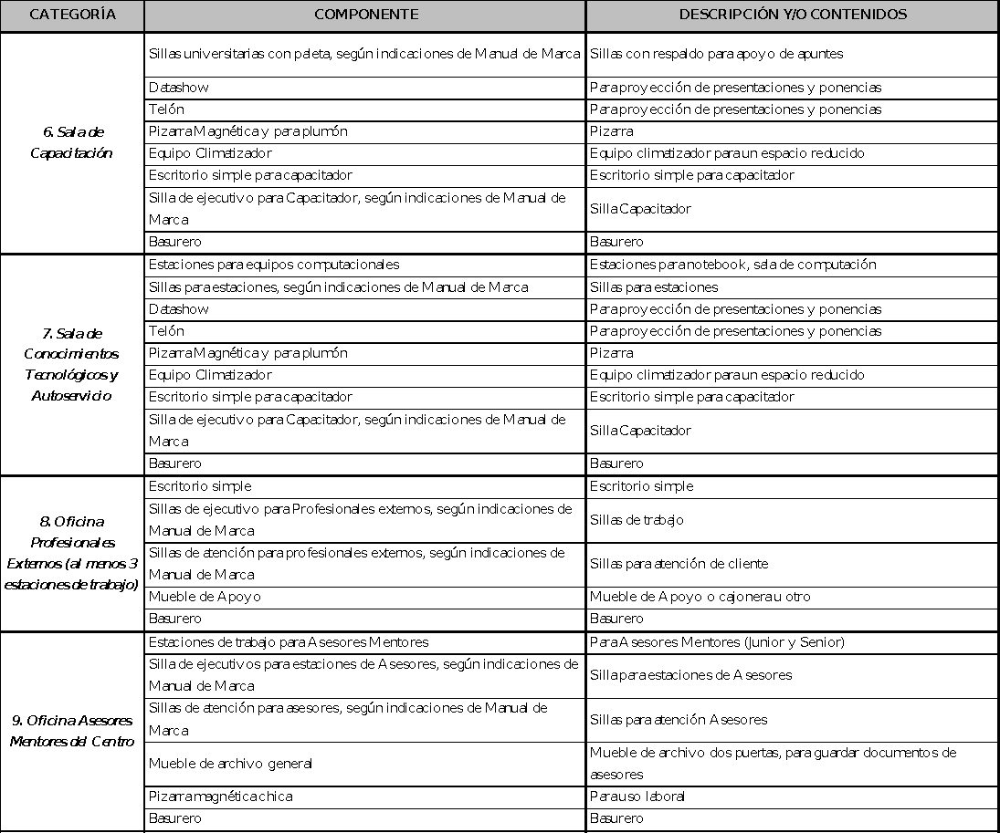 CATEGORÍA COMPONENTE DESCRIPCIÓN Y/O CONTENIDOS
6. Sala de
Capacitación
Sillas universitarias con paleta, según indicaciones de Manual de Marca Sillas con respaldo para apoyo de apuntes
Datashow Para proyección de presentaciones y ponencias
Telón Para proyección de presentaciones y ponencias
Pizarra Magnética y para plumón Pizarra
Equipo Climatizador Equipo climatizador para un espacio reducido
Escritorio simple para capacitador Escritorio simple para capacitador
Silla de ejecutivo para Capacitador, según indicaciones de Manual de
Marca
Silla Capacitador
Basurero Basurero
7. Sala de
Conocimientos
Tecnológicos y
Autoservicio
Estaciones para equipos computacionales Estaciones para notebook, sala de computación
Sillas para estaciones, según indicaciones de Manual de Marca Sillas para estaciones
Datashow Para proyección de presentaciones y ponencias
Telón Para proyección de presentaciones y ponencias
Pizarra Magnética y para plumón Pizarra
Equipo Climatizador Equipo climatizador para un espacio reducido
Escritorio simple para capacitador Escritorio simple para capacitador
Silla de ejecutivo para Capacitador, según indicaciones de Manual de
Marca
Silla Capacitador
Basurero Basurero
8. Oficina
Profesionales
Externos (al menos 3
estaciones de trabajo)
Escritorio simple Escritorio simple
Sillas de ejecutivo para Profesionales externos, según indicaciones de
Manual de Marca
Sillas de trabajo
Sillas de atención para profesionales externos, según indicaciones de
Manual de Marca
Sillas para atención de cliente
Mueble de Apoyo Mueble de Apoyo o cajonera u otro
Basurero Basurero
9. Oficina Asesores
Mentores del Centro
Estaciones de trabajo para Asesores Mentores Para Asesores Mentores (Junior y Senior)
Silla de ejecutivos para estaciones de Asesores, según indicaciones de
Manual de Marca
Silla para estaciones de Asesores
Sillas de atención para asesores, según indicaciones de Manual de
Marca
Sillas para atención Asesores
Mueble de archivo general
Mueble de archivo dos puertas, para guardar documentos de
asesores
Pizarra magnética chica Para uso laboral
Basurero Basurero